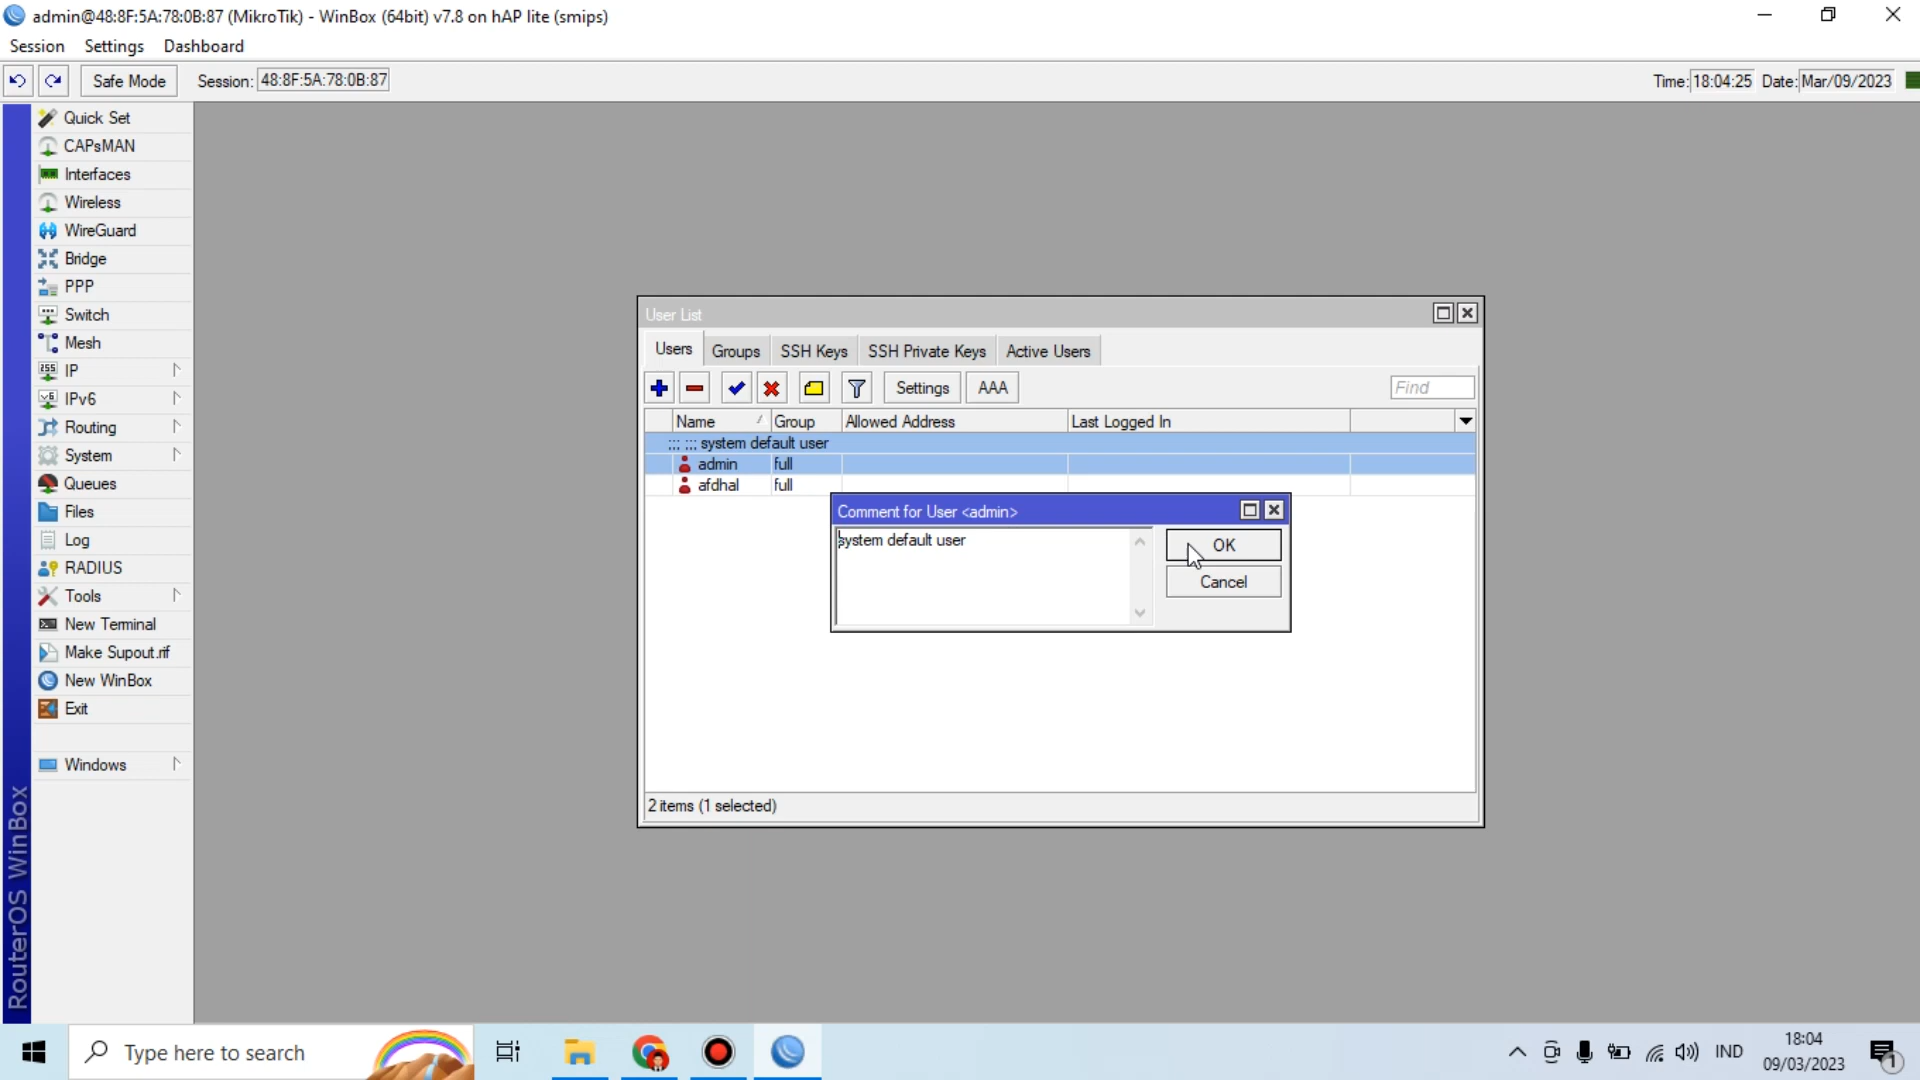 admin@48:8F:5A:78:0B:87 (MikroTik) - WinBox (64bit) v7.8 on hAP lite (smips)
Session Settings Dashboard
Safe Mode Session: 48:8F:5A:78:0B:87 Time: 18:04:25 Date: Mar/09/2023
Quick Set
CAPsMAN
Interfaces
Wireless
WireGuard
Bridge
PPP
Switch
Mesh
IP
IPv6
Routing
System
Queues
Files
Log
RADIUS
Tools
New Terminal
Make Supout.rif
New WinBox
Exit
Windows
RouterOS WinBox
User List
Users Groups SSH Keys SSH Private Keys Active Users
Settings AAA Find
Name Group Allowed Address Last Logged In
;;; ;;; system default user
admin full
afdhal full
Comment for User <admin>
system default user
OK
Cancel
2 items (1 selected)
Type here to search
IND
18:04
09/03/2023
1